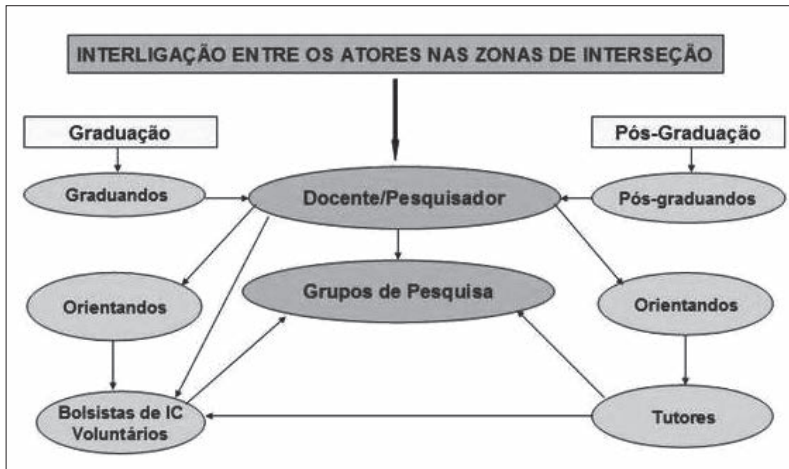 INTERLIGAÇÃO ENTRE OS ATORES NAS ZONAS DE INTERSEÇÃO
Graduação
Pós-Graduação
Graduandos
Docente/Pesquisador
Pós-graduandos
Orientandos
Grupos de Pesquisa
Orientandos
Bolsistas de IC
Voluntários
Tutores